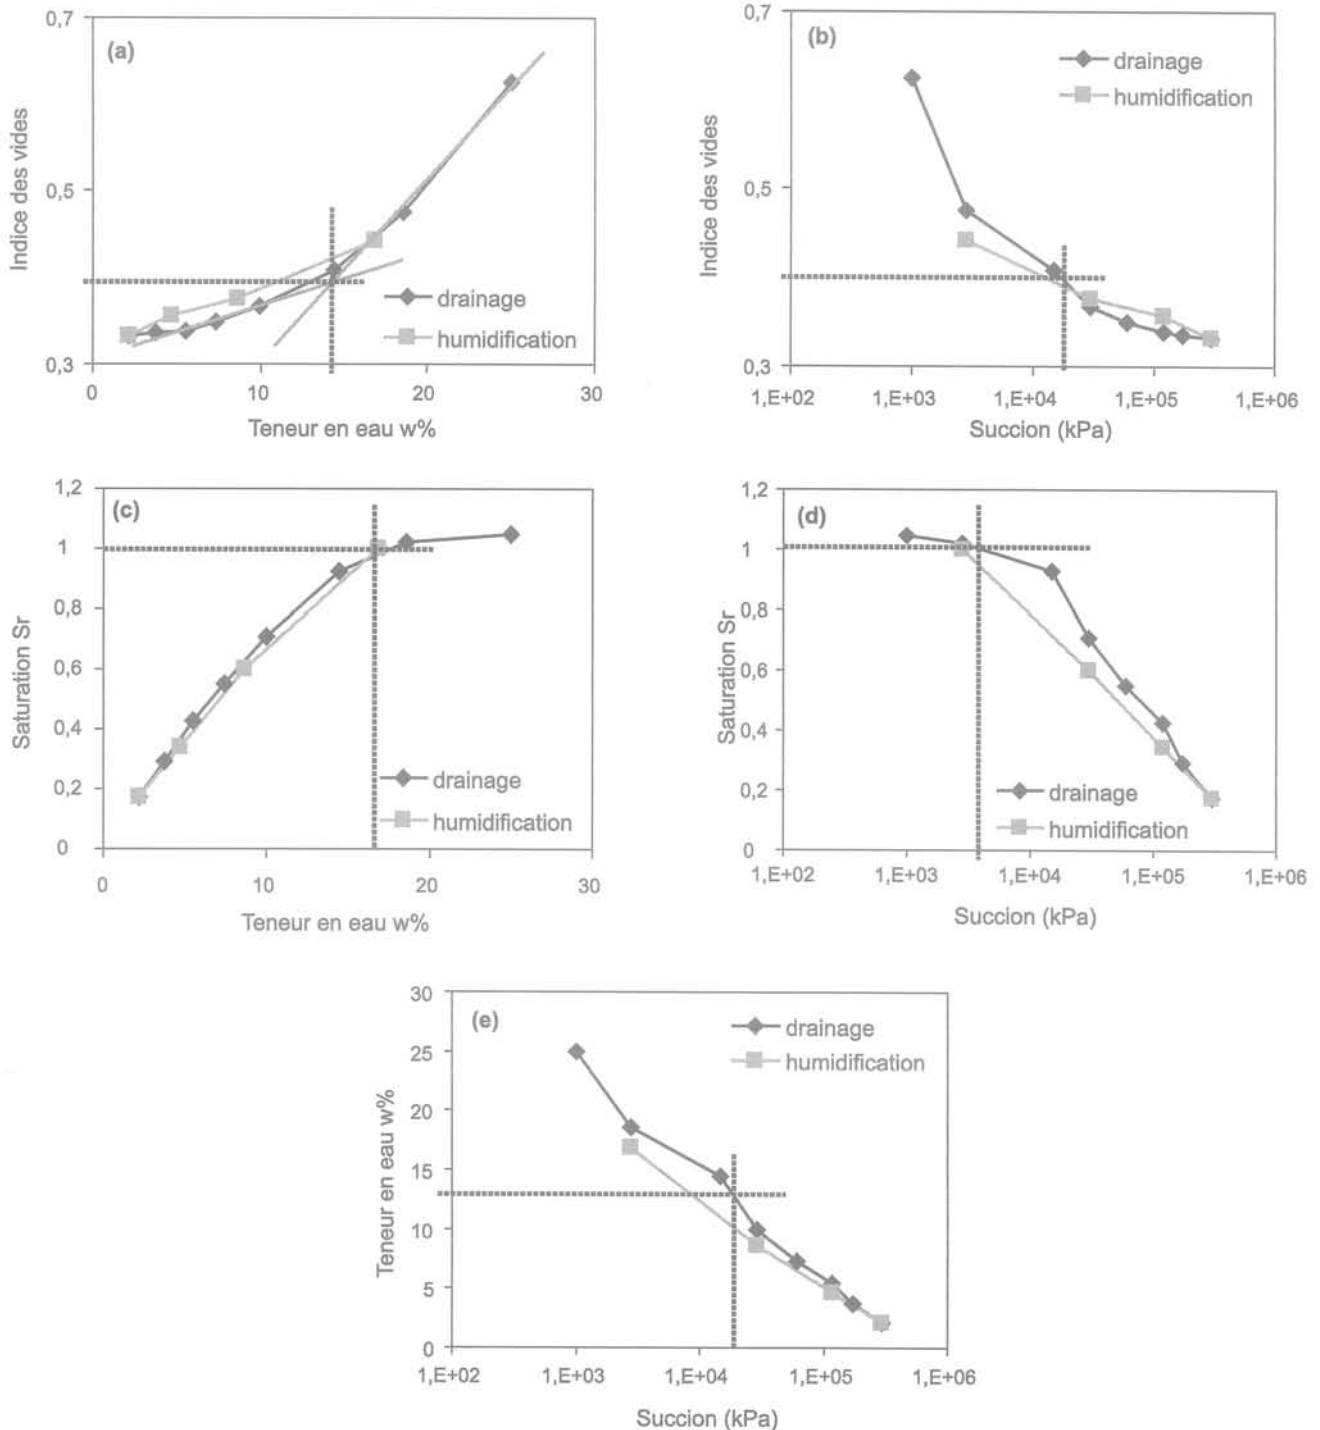 (a)
0,7
0,5
0,3
Indice des vides
drainage
humidification
0 10 20 30
Teneur en eau w%
(b)
0,7
0,5
0,3
Indice des vides
drainage
humidification
1,E+02 1,E+03 1,E+04 1,E+05 1,E+06
Succion (kPa)
(c)
1,2
1
0,8
0,6
0,4
0,2
0
Saturation Sr
drainage
humidification
0 10 20 30
Teneur en eau w%
(d)
1,2
1
0,8
0,6
0,4
0,2
0
Saturation Sr
drainage
humidification
1,E+02 1,E+03 1,E+04 1,E+05 1,E+06
Succion (kPa)
(e)
30
25
20
15
10
5
0
Teneur en eau w%
drainage
humidification
1,E+02 1,E+03 1,E+04 1,E+05 1,E+06
Succion (kPa)